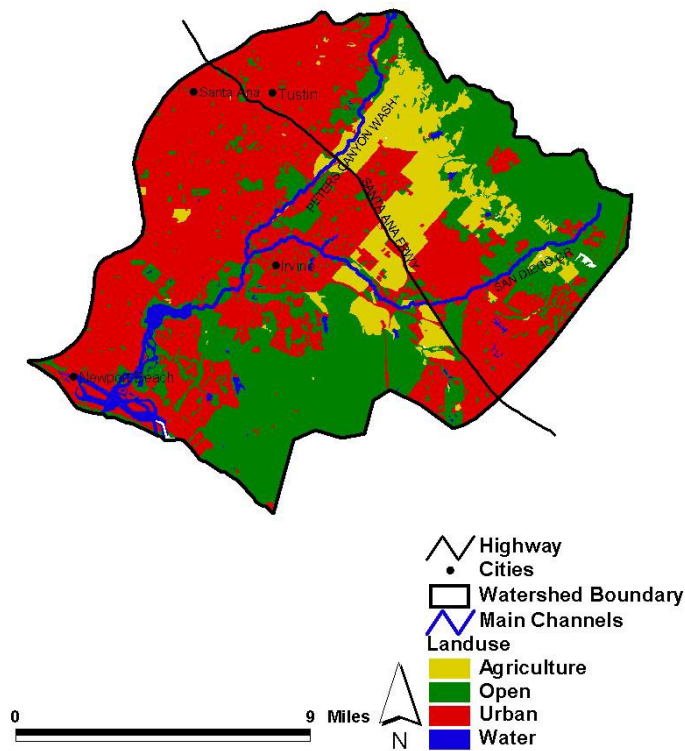 Santa Ana
Tustin
PETERS CANYON WASH
SANTA ANA FRWY
SAN DIEGO CR
Irvine
Newport Beach
Highway
Cities
Watershed Boundary
Main Channels
Landuse
Agriculture
Open
Urban
Water
0 9 Miles
N